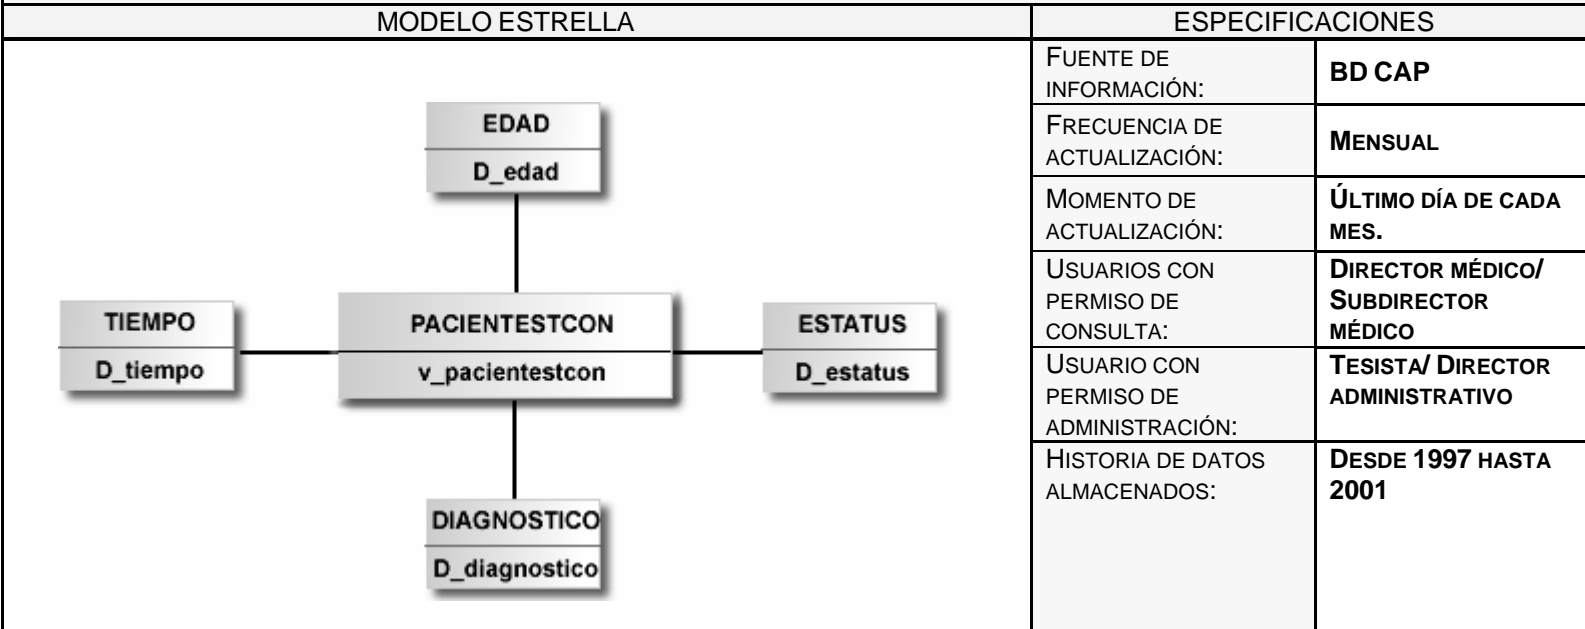 MODELO ESTRELLA
ESPECIFICACIONES
EDAD
D_edad
TIEMPO
D_tiempo
PACIENTESTCON
v_pacientestcon
ESTATUS
D_estatus
DIAGNOSTICO
D_diagnostico
FUENTE DE
INFORMACIÓN:
BD CAP
FRECUENCIA DE
ACTUALIZACIÓN:
MENSUAL
MOMENTO DE
ACTUALIZACIÓN:
ÚLTIMO DÍA DE CADA
MES.
USUARIOS CON
PERMISO DE
CONSULTA:
DIRECTOR MÉDICO/
SUBDIRECTOR
MÉDICO
USUARIO CON
PERMISO DE
ADMINISTRACIÓN:
TESISTA/ DIRECTOR
ADMINISTRATIVO
HISTORIA DE DATOS
ALMACENADOS:
DESDE 1997 HASTA
2001